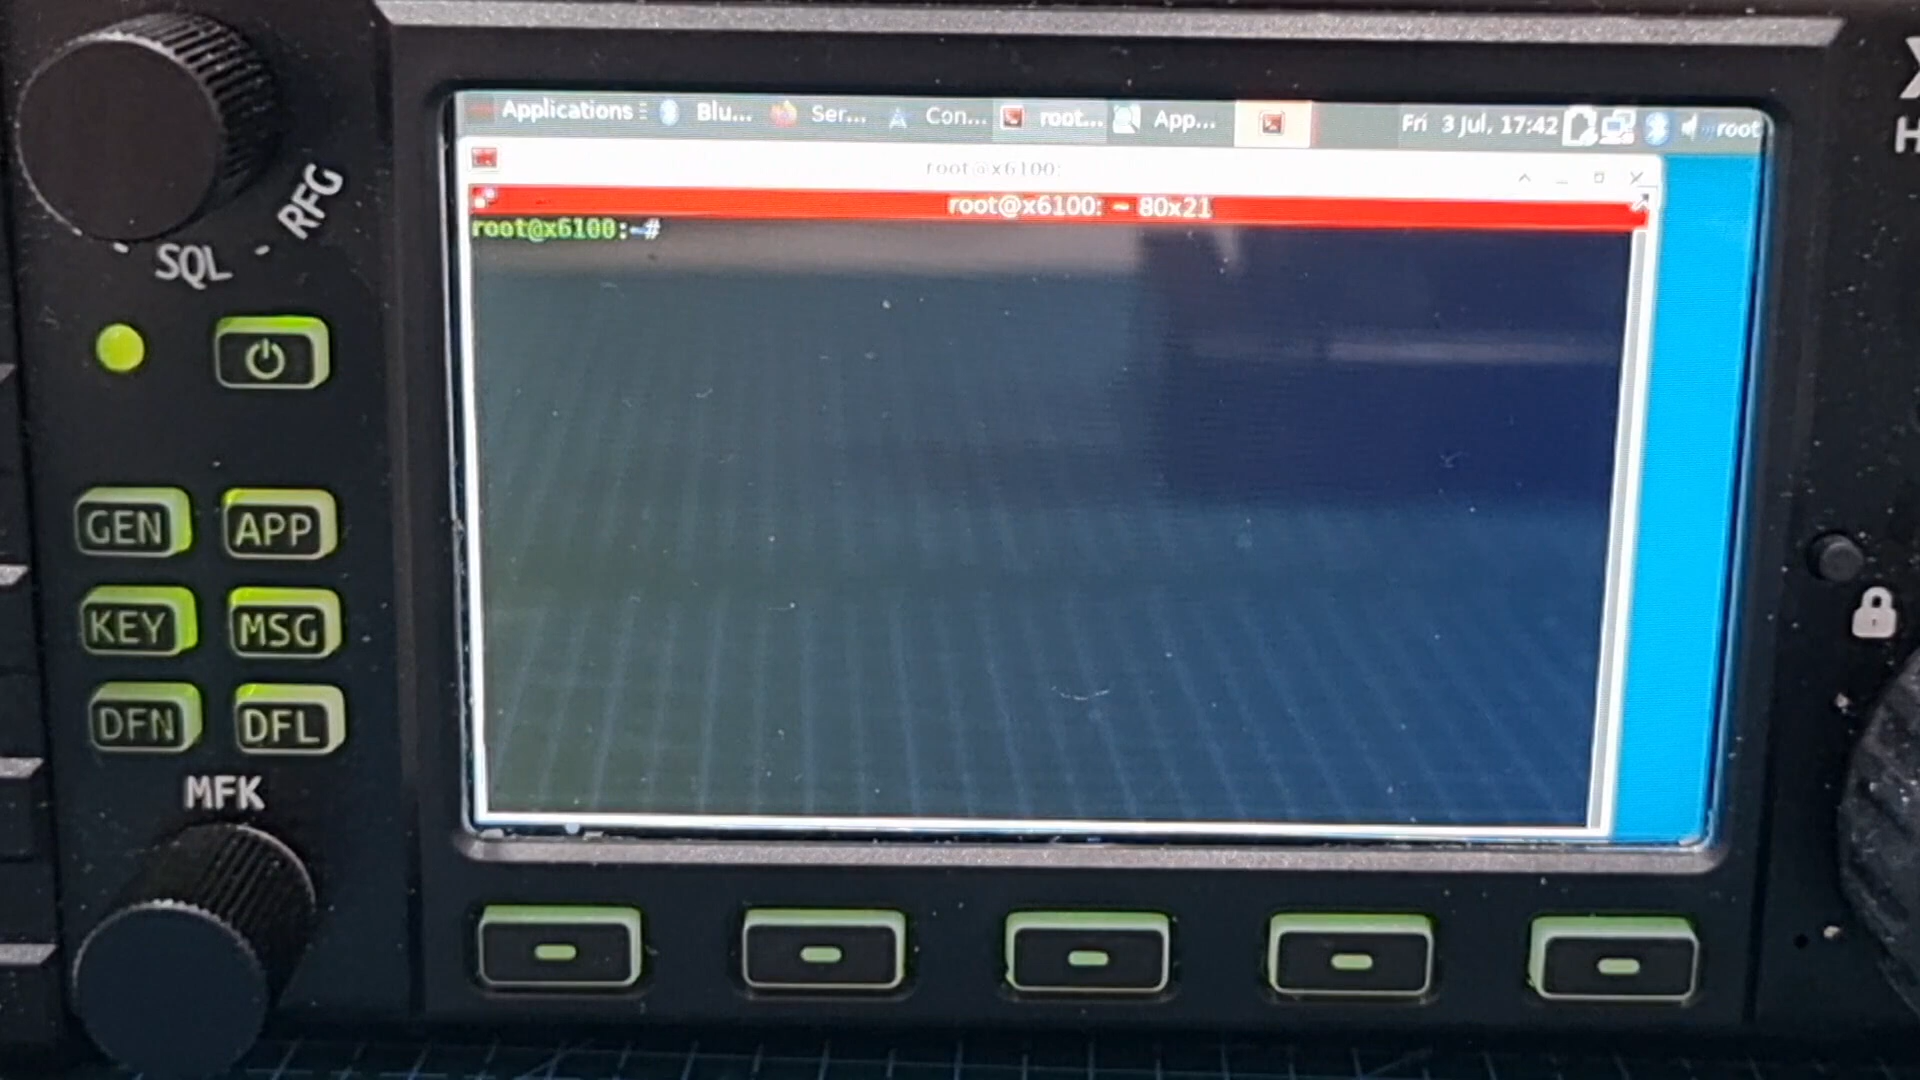 Applications Blu... Ser... Con... root... App... Fri 3 Jul, 17:42 root
root@x6100:
root@x6100: ~ 80x21
root@x6100:~#
RFG
SQL
GEN APP
KEY MSG
DFN DFL
MFK
X
H